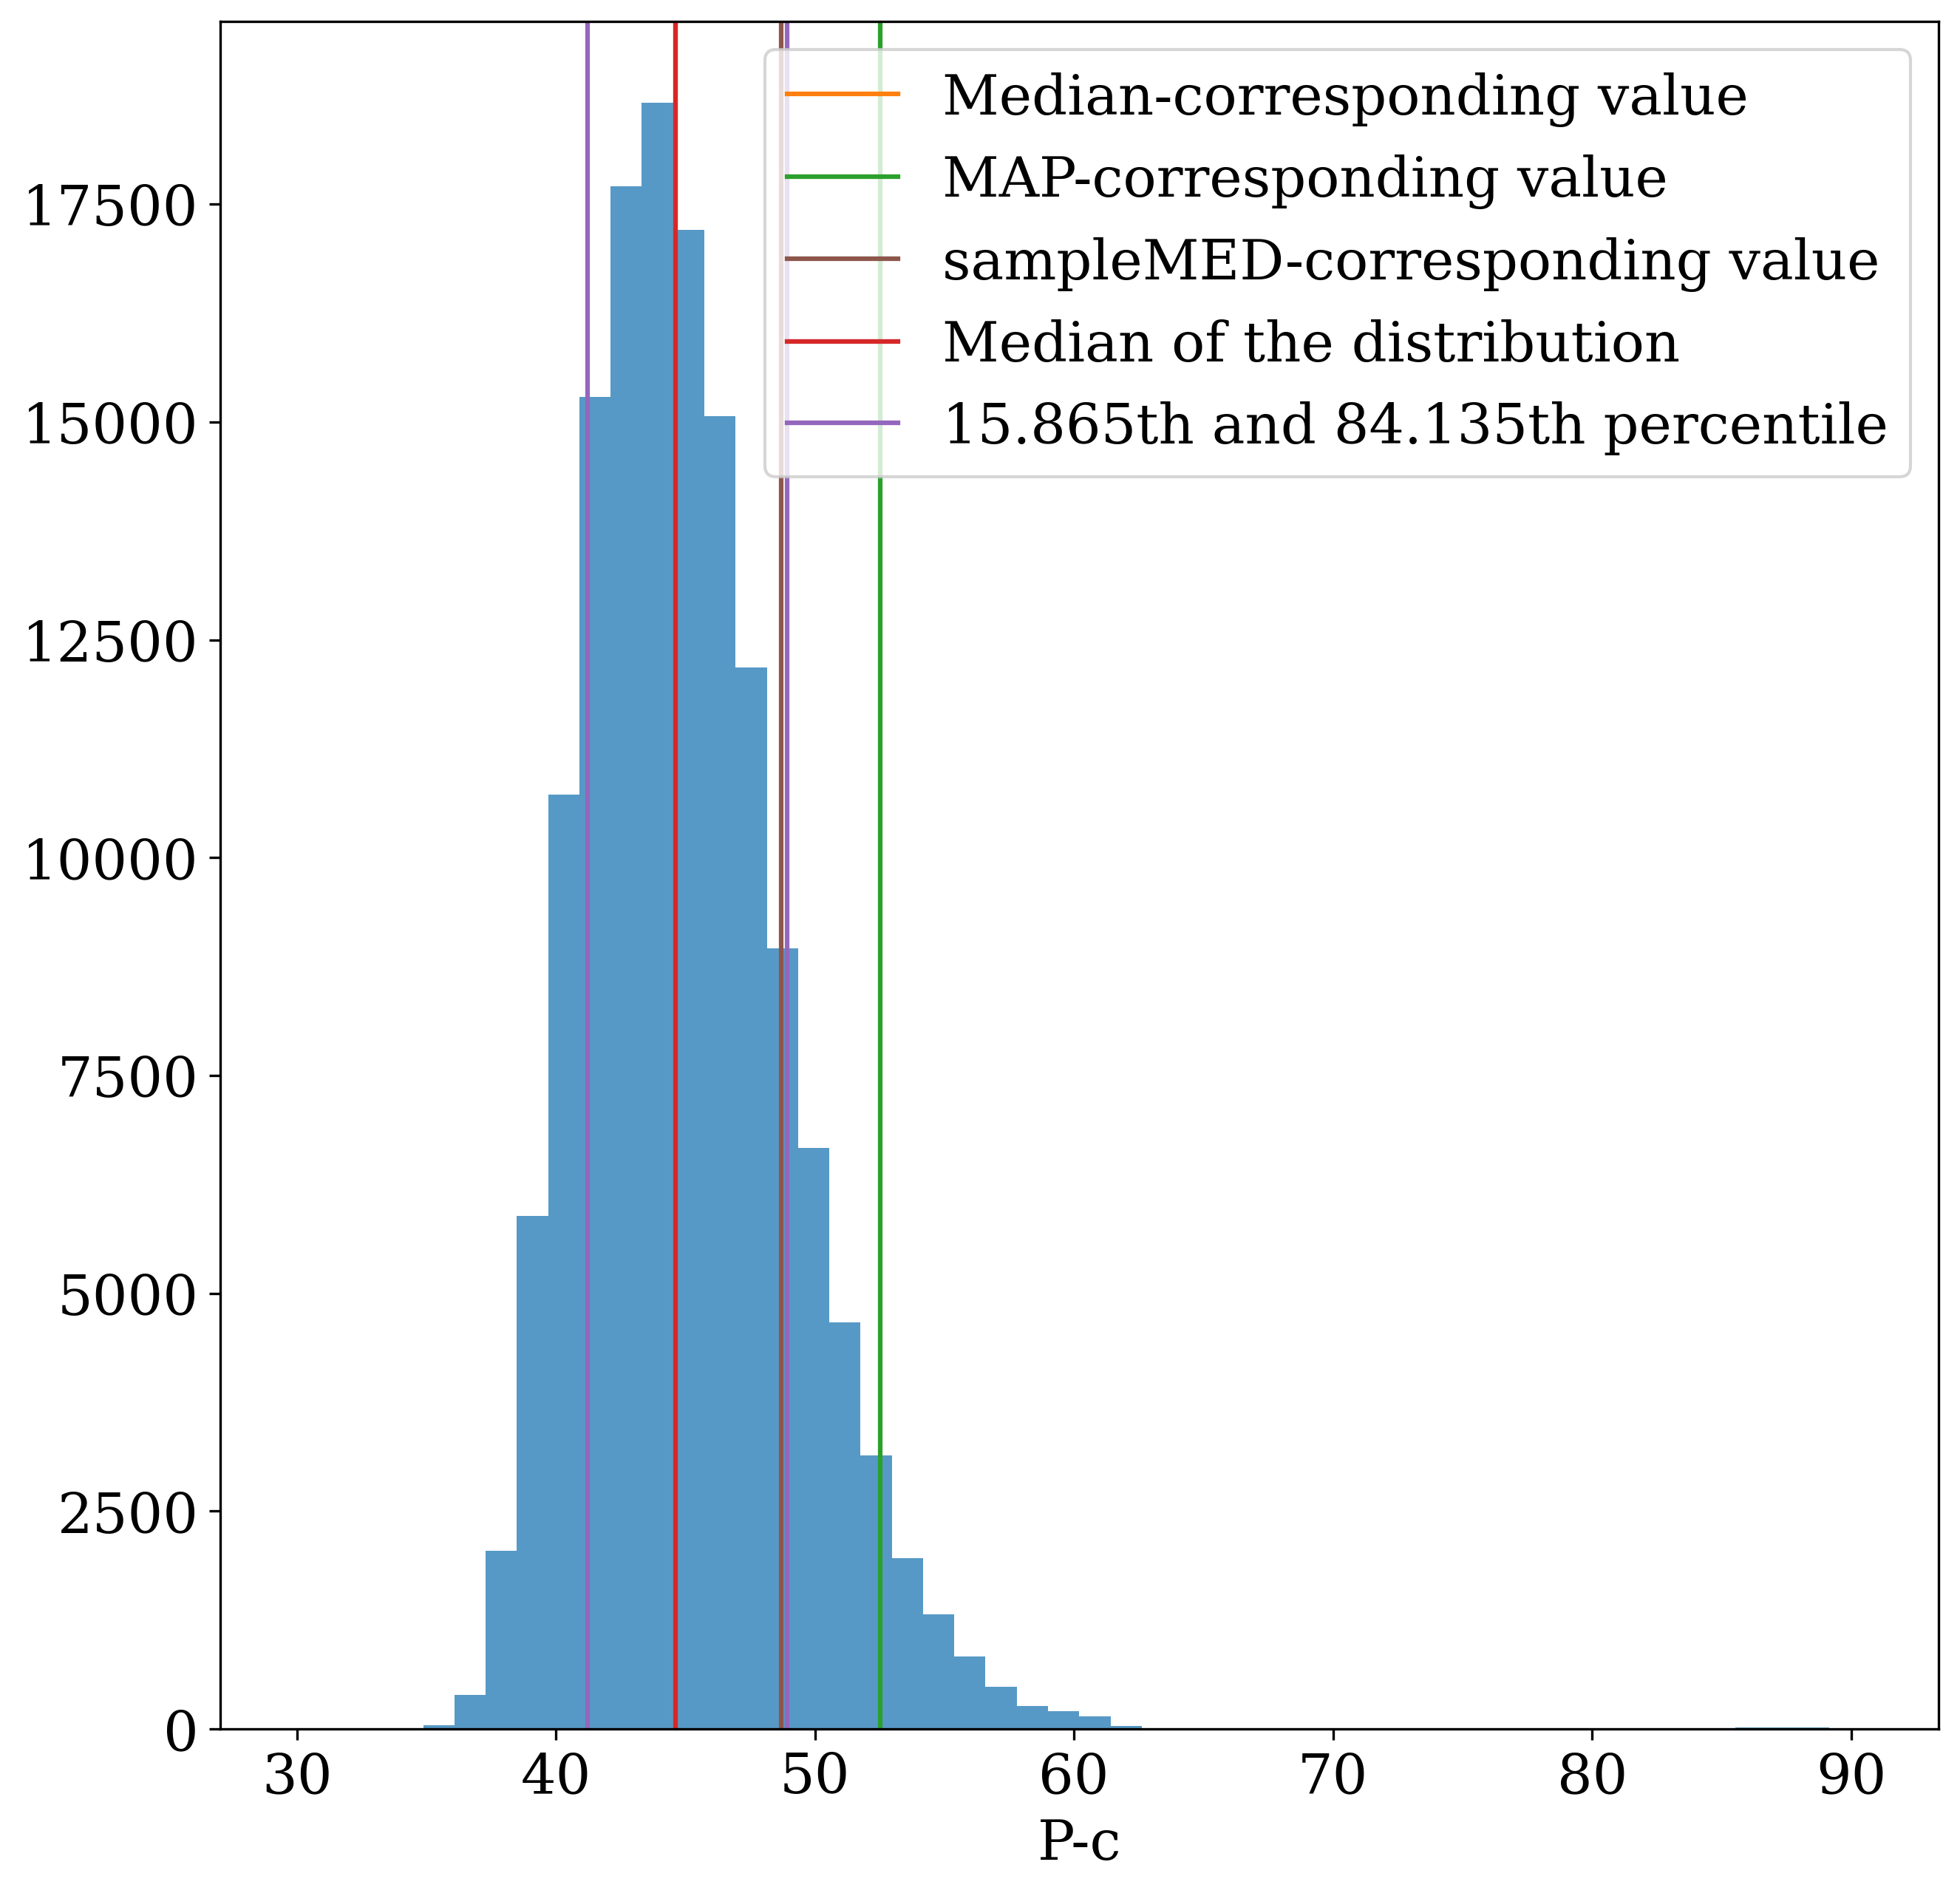 Median-corresponding value
MAP-corresponding value
sampleMED-corresponding value
Median of the distribution
15.865th and 84.135th percentile
17500
15000
12500
10000
7500
5000
2500
0
30 40 50 60 70 80 90
P-c